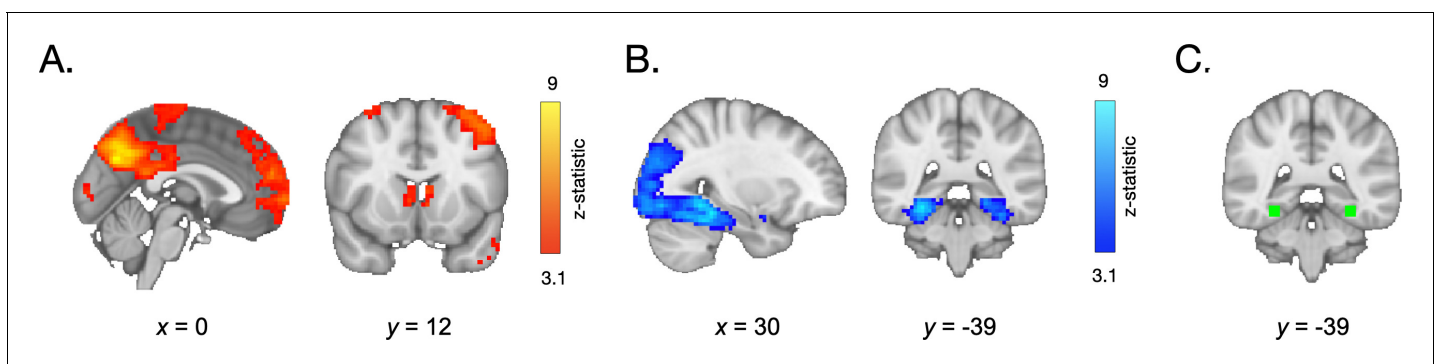 A.
9
z-statistic
3.1
x = 0
y = 12
B.
9
z-statistic
3.1
x = 30
y = -39
C.
y = -39